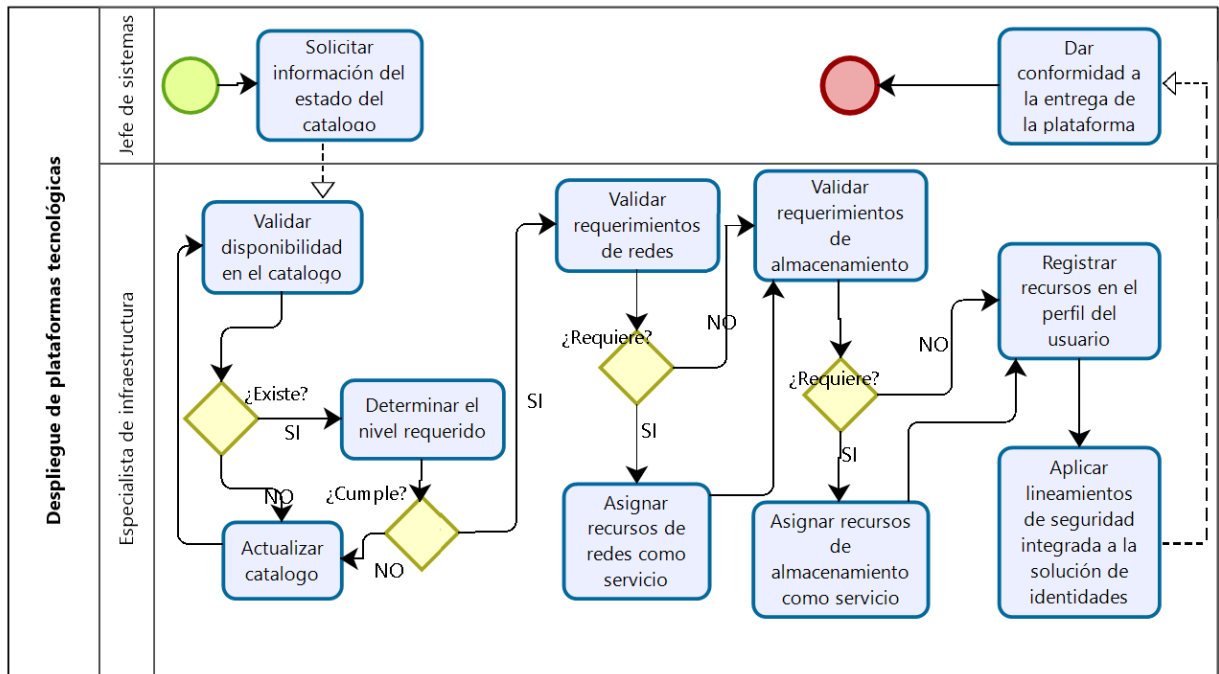 Despliegue de plataformas tecnológicas
Jefe de sistemas
Solicitar
información del
estado del
catalogo
Dar
conformidad a
la entrega de
la plataforma
Especialista de infraestructura
Validar
disponibilidad
en el catalogo
¿Existe?
SI
NO
Determinar el
nivel requerido
¿Cumple?
NO
SI
Actualizar
catalogo
Validar
requerimientos
de redes
¿Requiere?
NO
SI
Asignar
recursos de
redes como
servicio
Validar
requerimientos
de
almacenamiento
¿Requiere?
NO
SI
Asignar recursos
de
almacenamiento
como servicio
Registrar
recursos en el
perfil del
usuario
Aplicar
lineamientos
de seguridad
integrada a la
solución de
identidades